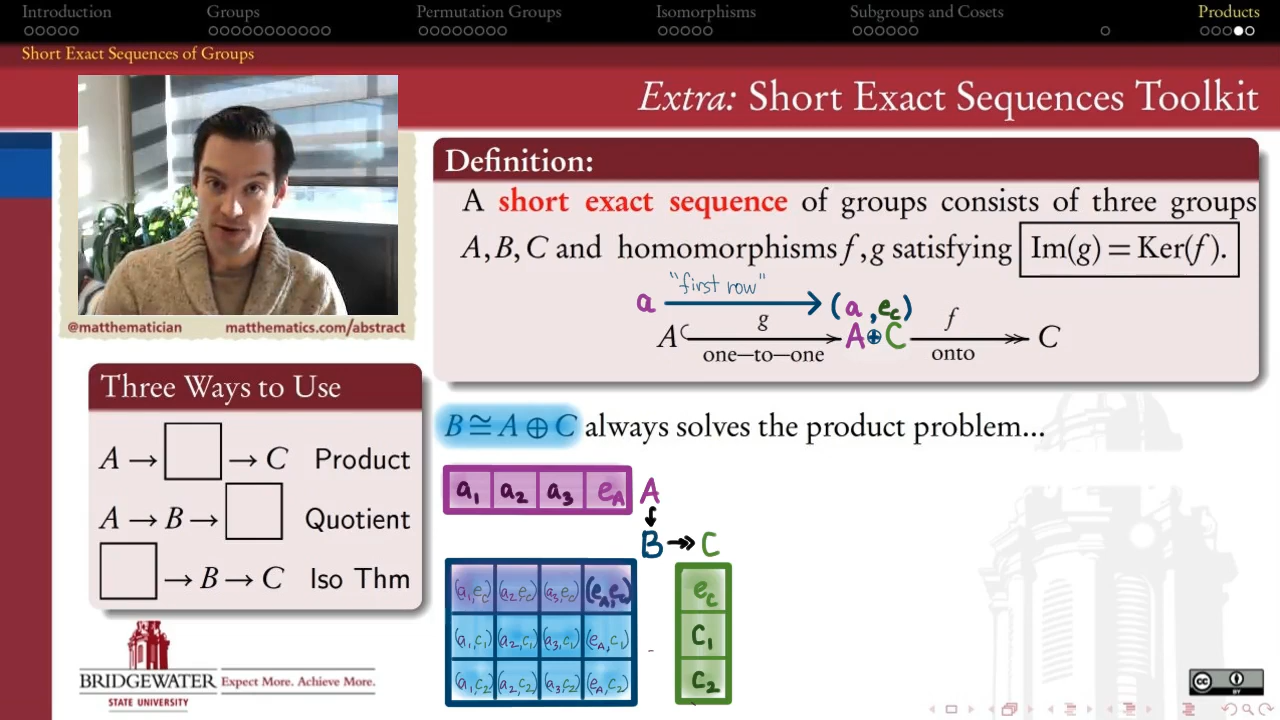 Introduction Groups Permutation Groups Isomorphisms Subgroups and Cosets Products
Short Exact Sequences of Groups
Extra: Short Exact Sequences Toolkit
@matthematician matthematics.com/abstract
Definition:
A short exact sequence of groups consists of three groups
A, B, C and homomorphisms f, g satisfying Im(g) = Ker(f).
"first row"
a → (a, e_C)
A g A⊕C f C
one–to–one onto
Three Ways to Use
A → □ → C Product
A → B → □ Quotient
□ → B → C Iso Thm
B ≅ A ⊕ C always solves the product problem...
a₁ a₂ a₃ e_A A
B ↠ C
(a₁,e_C) (a₂,e_C) (a₃,e_C) (e_A,e_C) e_C
(a₁,c₁) (a₂,c₁) (a₃,c₁) (e_A,c₁) c₁
(a₁,c₂) (a₂,c₂) (a₃,c₂) (e_A,c₂) c₂
BRIDGEWATER Expect More. Achieve More.
STATE UNIVERSITY
CC BY